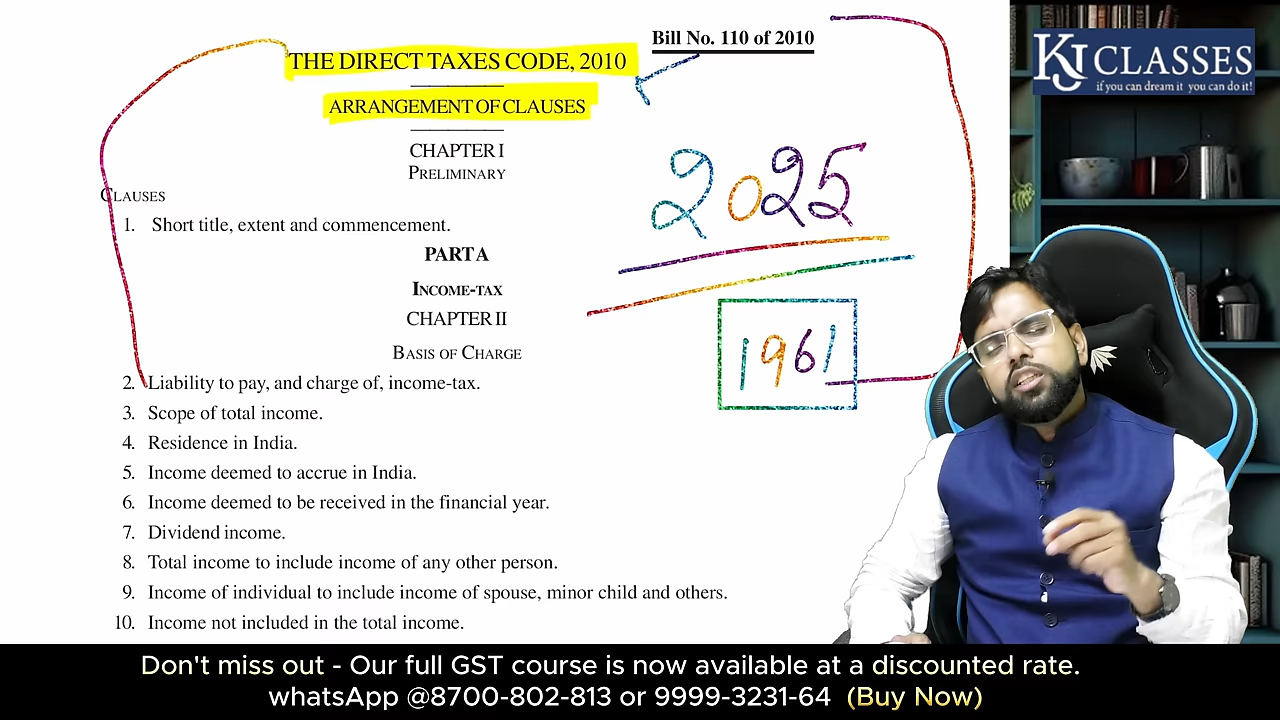 Bill No. 110 of 2010
THE DIRECT TAXES CODE, 2010
ARRANGEMENT OF CLAUSES
CHAPTER I
PRELIMINARY
CLAUSES
1. Short title, extent and commencement.
PART A
INCOME-TAX
CHAPTER II
BASIS OF CHARGE
2. Liability to pay, and charge of, income-tax.
3. Scope of total income.
4. Residence in India.
5. Income deemed to accrue in India.
6. Income deemed to be received in the financial year.
7. Dividend income.
8. Total income to include income of any other person.
9. Income of individual to include income of spouse, minor child and others.
10. Income not included in the total income.
2025
1961
KJ CLASSES
if you can dream it you can do it!
Don't miss out - Our full GST course is now available at a discounted rate.
whatsApp @8700-802-813 or 9999-3231-64 (Buy Now)